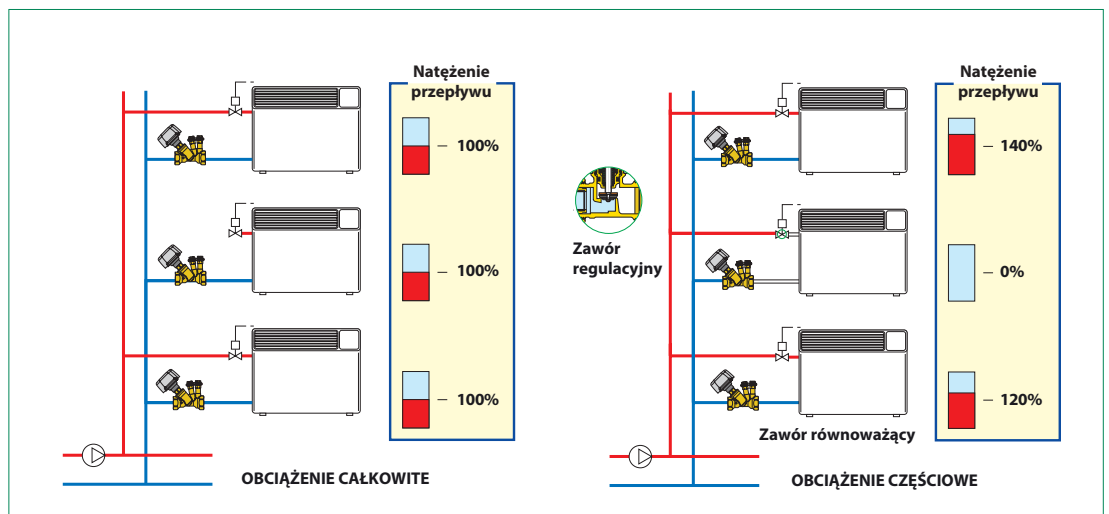 Natężenie
przepływu
100%
100%
100%
OBCIĄŻENIE CAŁKOWITE
Natężenie
przepływu
140%
Zawór
regulacyjny
0%
120%
Zawór równoważący
OBCIĄŻENIE CZĘŚCIOWE